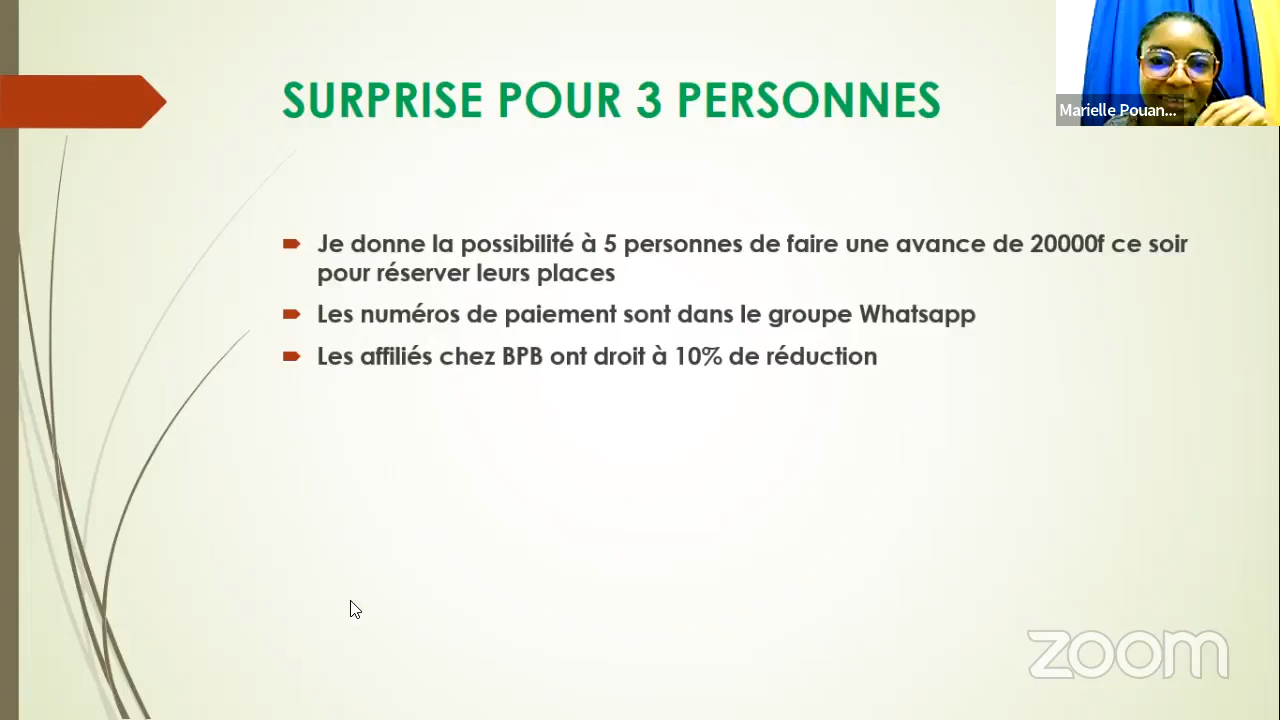 SURPRISE POUR 3 PERSONNES
Marielle Pouan...
Je donne la possibilité à 5 personnes de faire une avance de 20000f ce soir
pour réserver leurs places
Les numéros de paiement sont dans le groupe Whatsapp
Les affiliés chez BPB ont droit à 10% de réduction
zoom